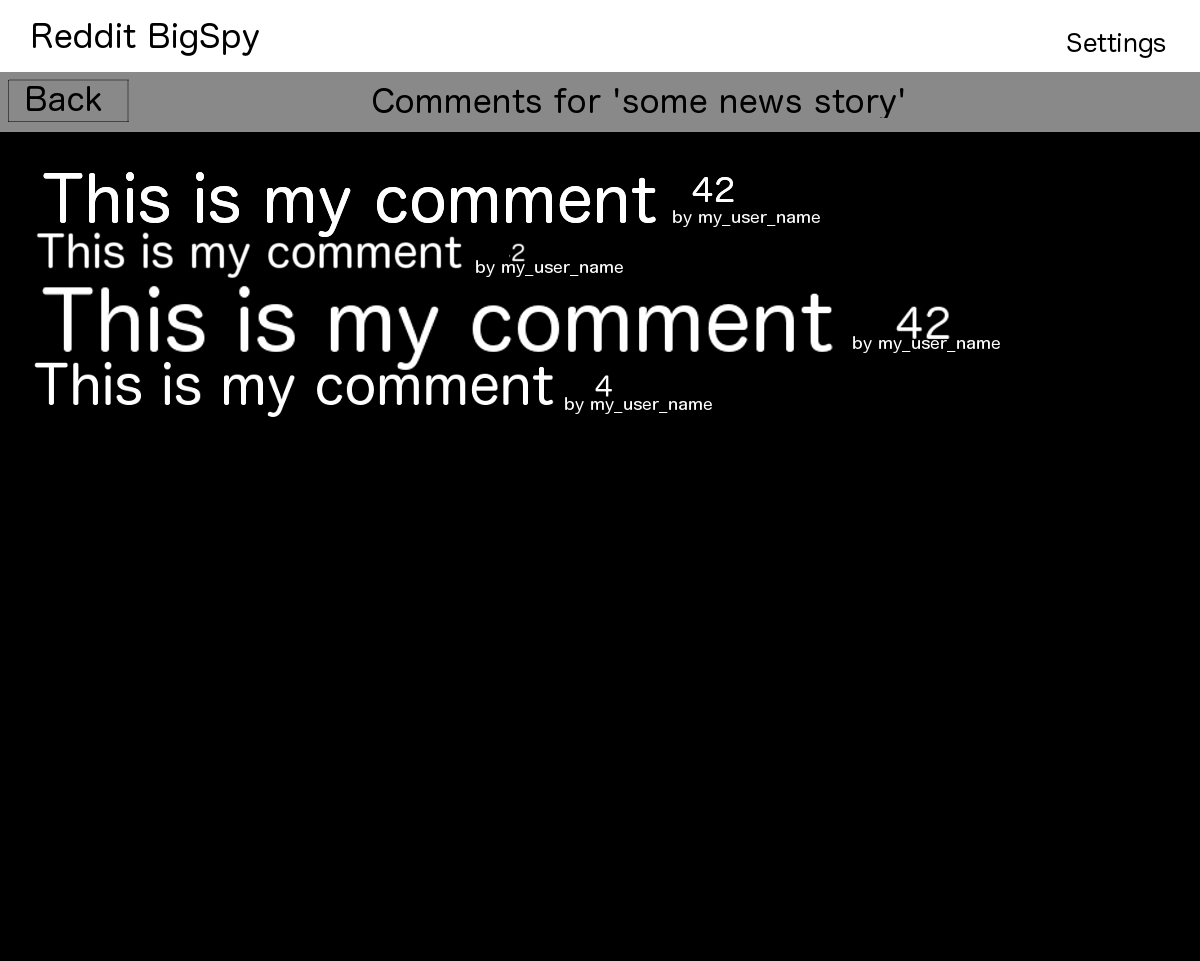 Reddit BigSpy
Settings
Back
Comments for 'some news story'
This is my comment
42
by my_user_name
This is my comment
2
by my_user_name
This is my comment
42
by my_user_name
This is my comment
4
by my_user_name